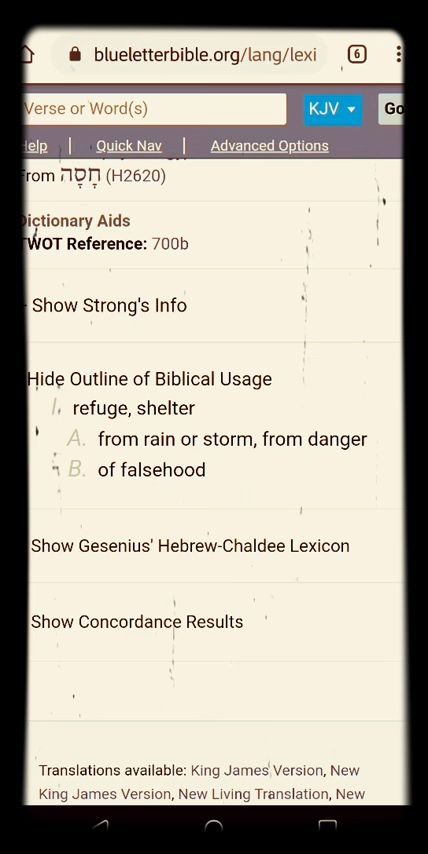 blueletterbible.org/lang/lexi 6
Verse or Word(s) KJV Go
Help | Quick Nav | Advanced Options
From חָסָה (H2620)
Dictionary Aids
TWOT Reference: 700b
Show Strong's Info
Hide Outline of Biblical Usage
I. refuge, shelter
A. from rain or storm, from danger
B. of falsehood
Show Gesenius' Hebrew-Chaldee Lexicon
Show Concordance Results
Translations available: King James Version, New
King James Version, New Living Translation, New